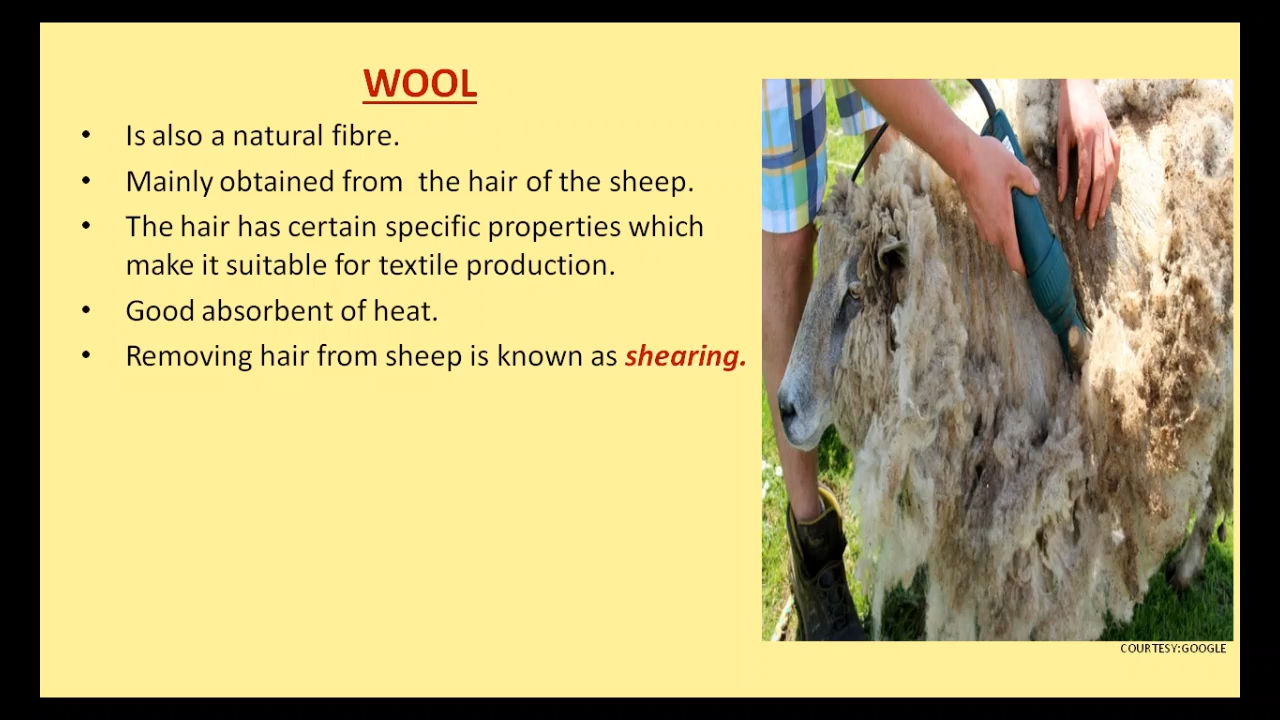 WOOL
• Is also a natural fibre.
• Mainly obtained from  the hair of the sheep.
• The hair has certain specific properties which
make it suitable for textile production.
• Good absorbent of heat.
• Removing hair from sheep is known as shearing.
COURTESY:GOOGLE